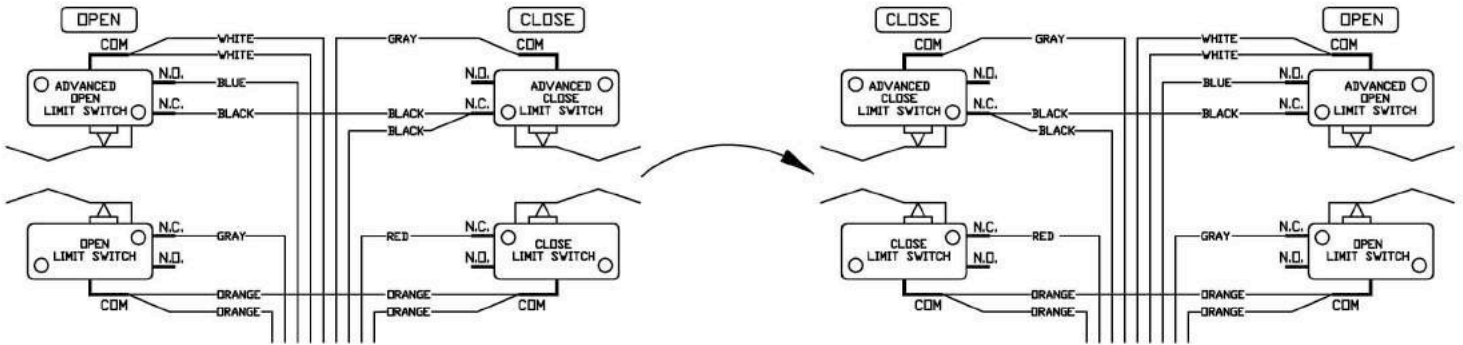 OPEN
CLOSE
CLOSE
OPEN
COM
WHITE
GRAY
COM
COM
GRAY
WHITE
COM
WHITE
WHITE
ADVANCED
OPEN
LIMIT SWITCH
N.O.
BLUE
N.O.
ADVANCED
CLOSE
LIMIT SWITCH
ADVANCED
CLOSE
LIMIT SWITCH
N.O.
BLUE
N.O.
ADVANCED
OPEN
LIMIT SWITCH
N.C.
BLACK
BLACK
N.C.
N.C.
BLACK
BLACK
N.C.
BLACK
BLACK
OPEN
LIMIT SWITCH
N.C.
GRAY
RED
N.C.
CLOSE
LIMIT SWITCH
CLOSE
LIMIT SWITCH
N.C.
RED
GRAY
N.C.
OPEN
LIMIT SWITCH
N.O.
N.O.
N.O.
N.O.
COM
ORANGE
ORANGE
COM
COM
ORANGE
ORANGE
COM
ORANGE
ORANGE
ORANGE
ORANGE